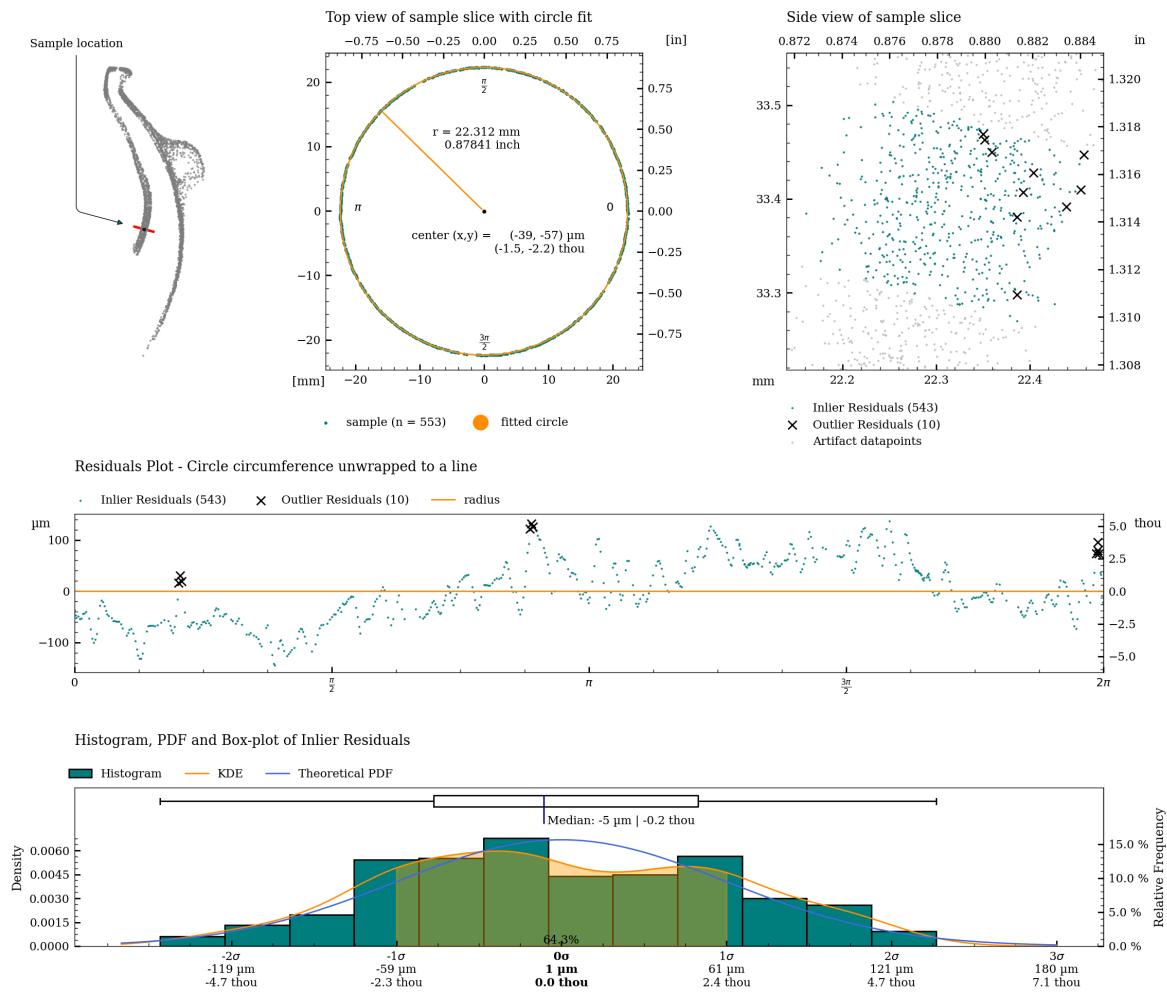 Sample location
Top view of sample slice with circle fit
−0.75 −0.50 −0.25 0.00 0.25 0.50 0.75 [in]
20
10
0
−10
−20
0.75
0.50
0.25
0.00
−0.25
−0.50
−0.75
π/2
r = 22.312 mm
0.87841 inch
π
0
center (x,y) = (-39, -57) µm
(-1.5, -2.2) thou
3π/2
[mm] −20 −10 0 10 20
sample (n = 553) fitted circle
Side view of sample slice
0.872 0.874 0.876 0.878 0.880 0.882 0.884 in
33.5
33.4
33.3
1.320
1.318
1.316
1.314
1.312
1.310
1.308
mm 22.2 22.3 22.4
Inlier Residuals (543)
Outlier Residuals (10)
Artifact datapoints
Residuals Plot - Circle circumference unwrapped to a line
Inlier Residuals (543) Outlier Residuals (10) radius
µm
100
0
−100
thou
5.0
2.5
0.0
−2.5
−5.0
0 π/2 π 3π/2 2π
Histogram, PDF and Box-plot of Inlier Residuals
Histogram KDE Theoretical PDF
Median: -5 µm | -0.2 thou
Density
0.0060
0.0045
0.0030
0.0015
0.0000
Relative Frequency
15.0 %
10.0 %
5.0 %
0.0 %
64.3%
-2σ -1σ 0σ 1σ 2σ 3σ
-119 µm -59 µm 1 µm 61 µm 121 µm 180 µm
-4.7 thou -2.3 thou 0.0 thou 2.4 thou 4.7 thou 7.1 thou